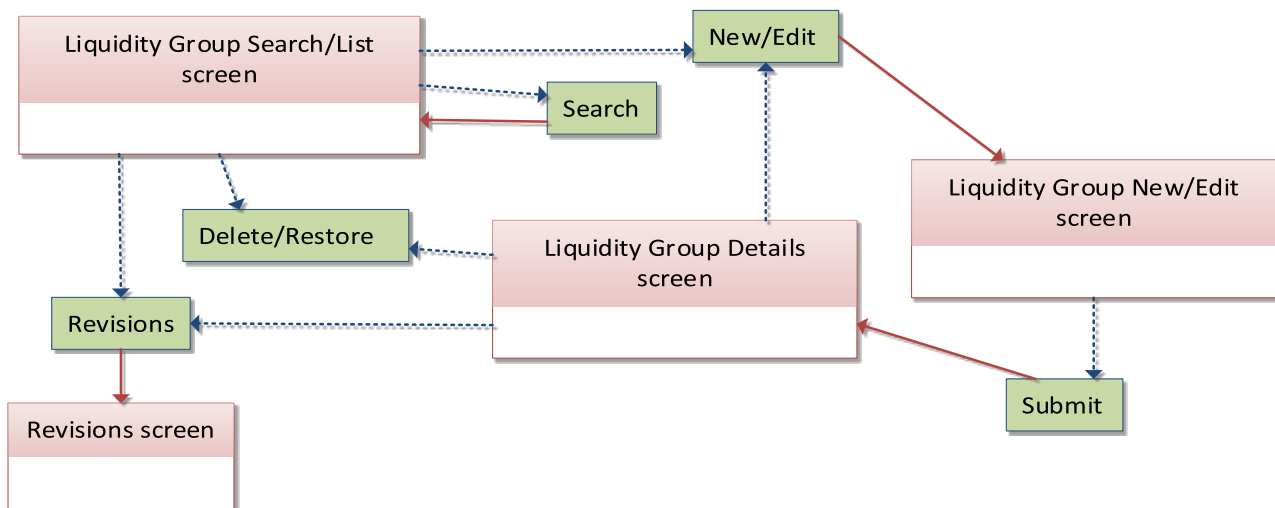 Liquidity Group Search/List
screen
New/Edit
Search
Liquidity Group New/Edit
screen
Delete/Restore
Liquidity Group Details
screen
Revisions
Submit
Revisions screen